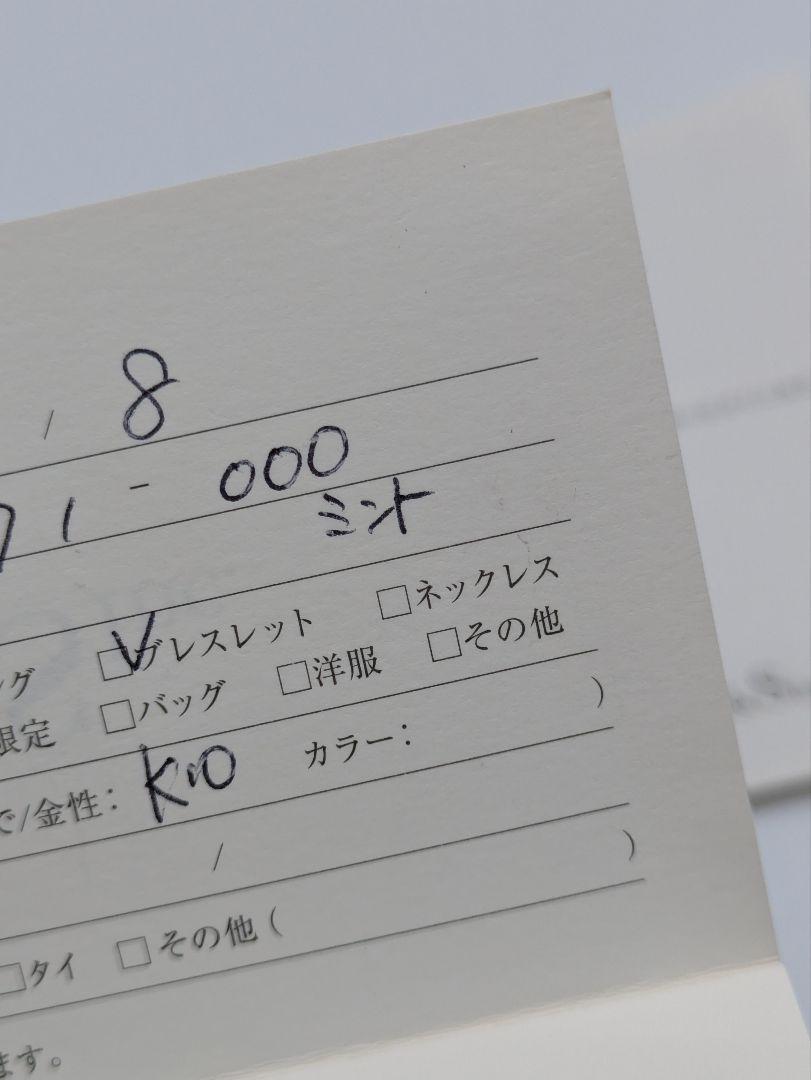 / 8
71 - 000
ミント
ッグ ☑ブレスレット □ネックレス
限定 □バッグ □洋服 □その他
)
で/金性: K10 カラー:
/ )
□タイ □その他 (
ます。